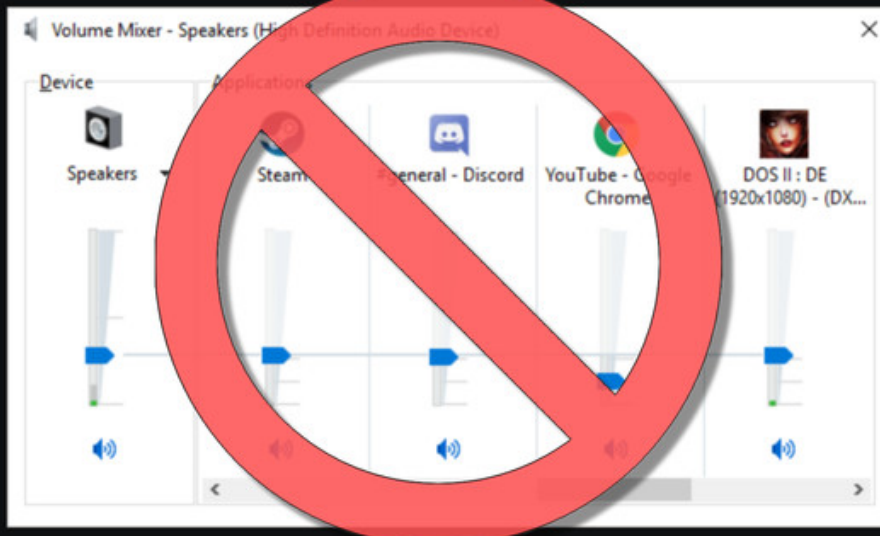 Volume Mixer - Speakers (High Definition Audio Device)
Device
Applications
Speakers
Steam
#general - Discord
YouTube - Google
Chrome
DOS II : DE
(1920x1080) - (DX...